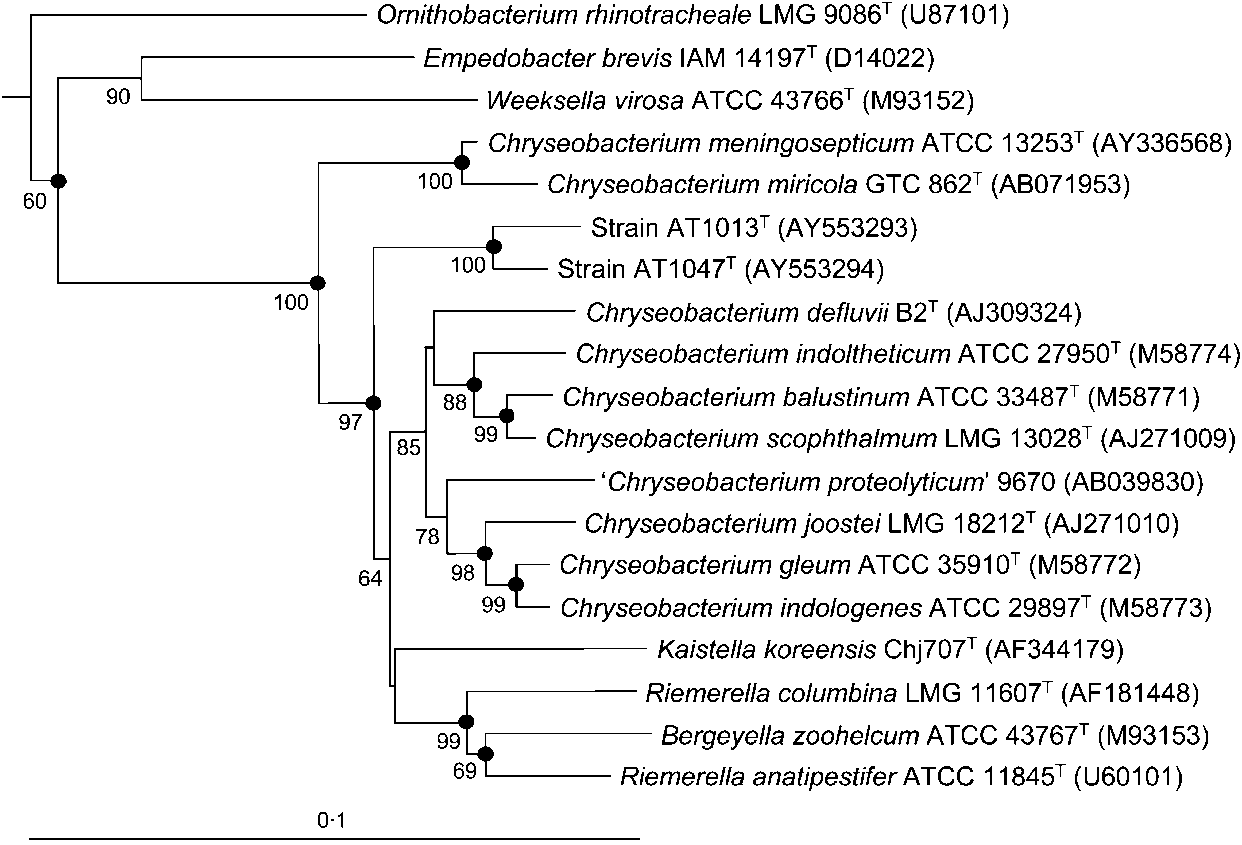 Ornithobacterium rhinotracheale LMG 9086ᵀ (U87101)
Empedobacter brevis IAM 14197ᵀ (D14022)
90
Weeksella virosa ATCC 43766ᵀ (M93152)
Chryseobacterium meningosepticum ATCC 13253ᵀ (AY336568)
100
Chryseobacterium miricola GTC 862ᵀ (AB071953)
60
Strain AT1013ᵀ (AY553293)
100
Strain AT1047ᵀ (AY553294)
100
Chryseobacterium defluvii B2ᵀ (AJ309324)
Chryseobacterium indoltheticum ATCC 27950ᵀ (M58774)
88
Chryseobacterium balustinum ATCC 33487ᵀ (M58771)
97
99
Chryseobacterium scophthalmum LMG 13028ᵀ (AJ271009)
85
‘Chryseobacterium proteolyticum’ 9670 (AB039830)
Chryseobacterium joostei LMG 18212ᵀ (AJ271010)
78
Chryseobacterium gleum ATCC 35910ᵀ (M58772)
98
64
99
Chryseobacterium indologenes ATCC 29897ᵀ (M58773)
Kaistella koreensis Chj707ᵀ (AF344179)
Riemerella columbina LMG 11607ᵀ (AF181448)
Bergeyella zoohelcum ATCC 43767ᵀ (M93153)
99
69
Riemerella anatipestifer ATCC 11845ᵀ (U60101)
0·1